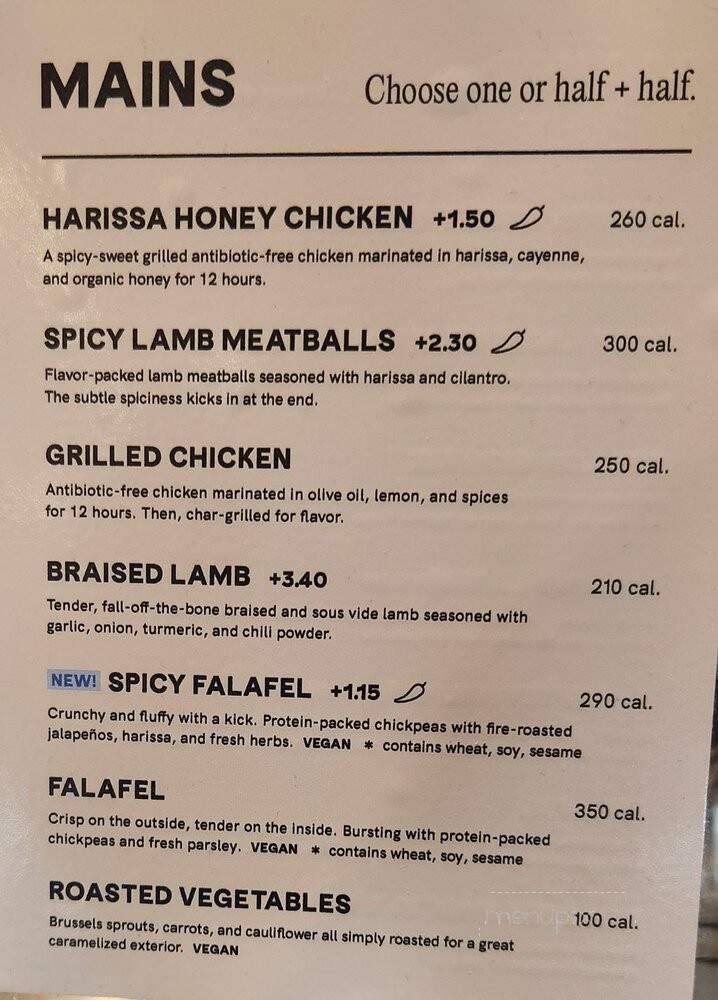 MAINS Choose one or half + half.
HARISSA HONEY CHICKEN +1.50 260 cal.
A spicy-sweet grilled antibiotic-free chicken marinated in harissa, cayenne,
and organic honey for 12 hours.
SPICY LAMB MEATBALLS +2.30 300 cal.
Flavor-packed lamb meatballs seasoned with harissa and cilantro.
The subtle spiciness kicks in at the end.
GRILLED CHICKEN 250 cal.
Antibiotic-free chicken marinated in olive oil, lemon, and spices
for 12 hours. Then, char-grilled for flavor.
BRAISED LAMB +3.40 210 cal.
Tender, fall-off-the-bone braised and sous vide lamb seasoned with
garlic, onion, turmeric, and chili powder.
NEW! SPICY FALAFEL +1.15 290 cal.
Crunchy and fluffy with a kick. Protein-packed chickpeas with fire-roasted
jalapeños, harissa, and fresh herbs. VEGAN * contains wheat, soy, sesame
FALAFEL 350 cal.
Crisp on the outside, tender on the inside. Bursting with protein-packed
chickpeas and fresh parsley. VEGAN * contains wheat, soy, sesame
ROASTED VEGETABLES 100 cal.
Brussels sprouts, carrots, and cauliflower all simply roasted for a great
caramelized exterior. VEGAN